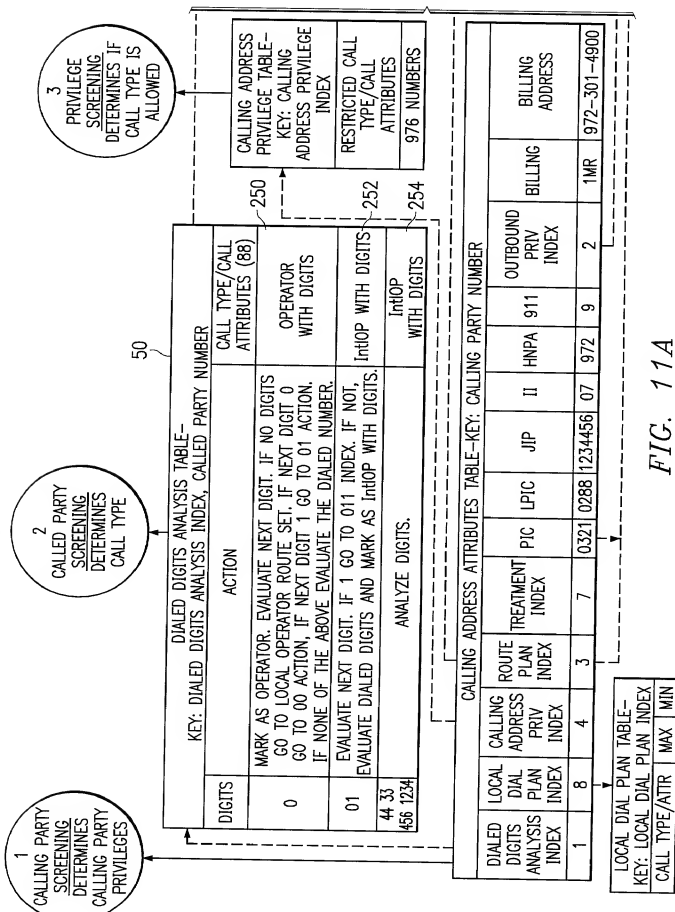 1
CALLING PARTY
SCREENING
DETERMINES
CALLING PARTY
PRIVILEGES
2
CALLED PARTY
SCREENING
DETERMINES
CALL TYPE
3
PRIVILEGE
SCREENING
DETERMINES IF
CALL TYPE IS
ALLOWED
50
DIALED DIGITS ANALYSIS TABLE-
KEY: DIALED DIGITS ANALYSIS INDEX, CALLED PARTY NUMBER
DIGITS
ACTION
CALL TYPE/CALL
ATTRIBUTES (88)
0
MARK AS OPERATOR. EVALUATE NEXT DIGIT. IF NO DIGITS
GO TO LOCAL OPERATOR ROUTE SET. IF NEXT DIGIT 0
GO TO 00 ACTION, IF NEXT DIGIT 1 GO TO 01 ACTION.
IF NONE OF THE ABOVE EVALUATE THE DIALED NUMBER.
OPERATOR
WITH DIGITS
250
01
EVALUATE NEXT DIGIT. IF 1 GO TO 011 INDEX. IF NOT,
EVALUATE DIALED DIGITS AND MARK AS IntlOP WITH DIGITS.
IntlOP WITH DIGITS
252
44 33
456 1234
ANALYZE DIGITS.
IntlOP
WITH DIGITS
254
CALLING ADDRESS
PRIVILEGE TABLE-
KEY: CALLING
ADDRESS PRIVILEGE
INDEX
RESTRICTED CALL
TYPE/CALL
ATTRIBUTES
976 NUMBERS
CALLING ADDRESS ATTRIBUTES TABLE-KEY: CALLING PARTY NUMBER
DIALED
DIGITS
ANALYSIS
INDEX
LOCAL
DIAL
PLAN
INDEX
CALLING
ADDRESS
PRIV
INDEX
ROUTE
PLAN
INDEX
TREATMENT
INDEX
PIC
LPIC
JIP
II
HNPA
911
OUTBOUND
PRIV
INDEX
BILLING
BILLING
ADDRESS
1
8
4
3
7
0321
0288
1234456
07
972
9
2
1MR
972-301-4900
LOCAL DIAL PLAN TABLE-
KEY: LOCAL DIAL PLAN INDEX
CALL TYPE/ATTR
MAX
MIN
FIG. 11A